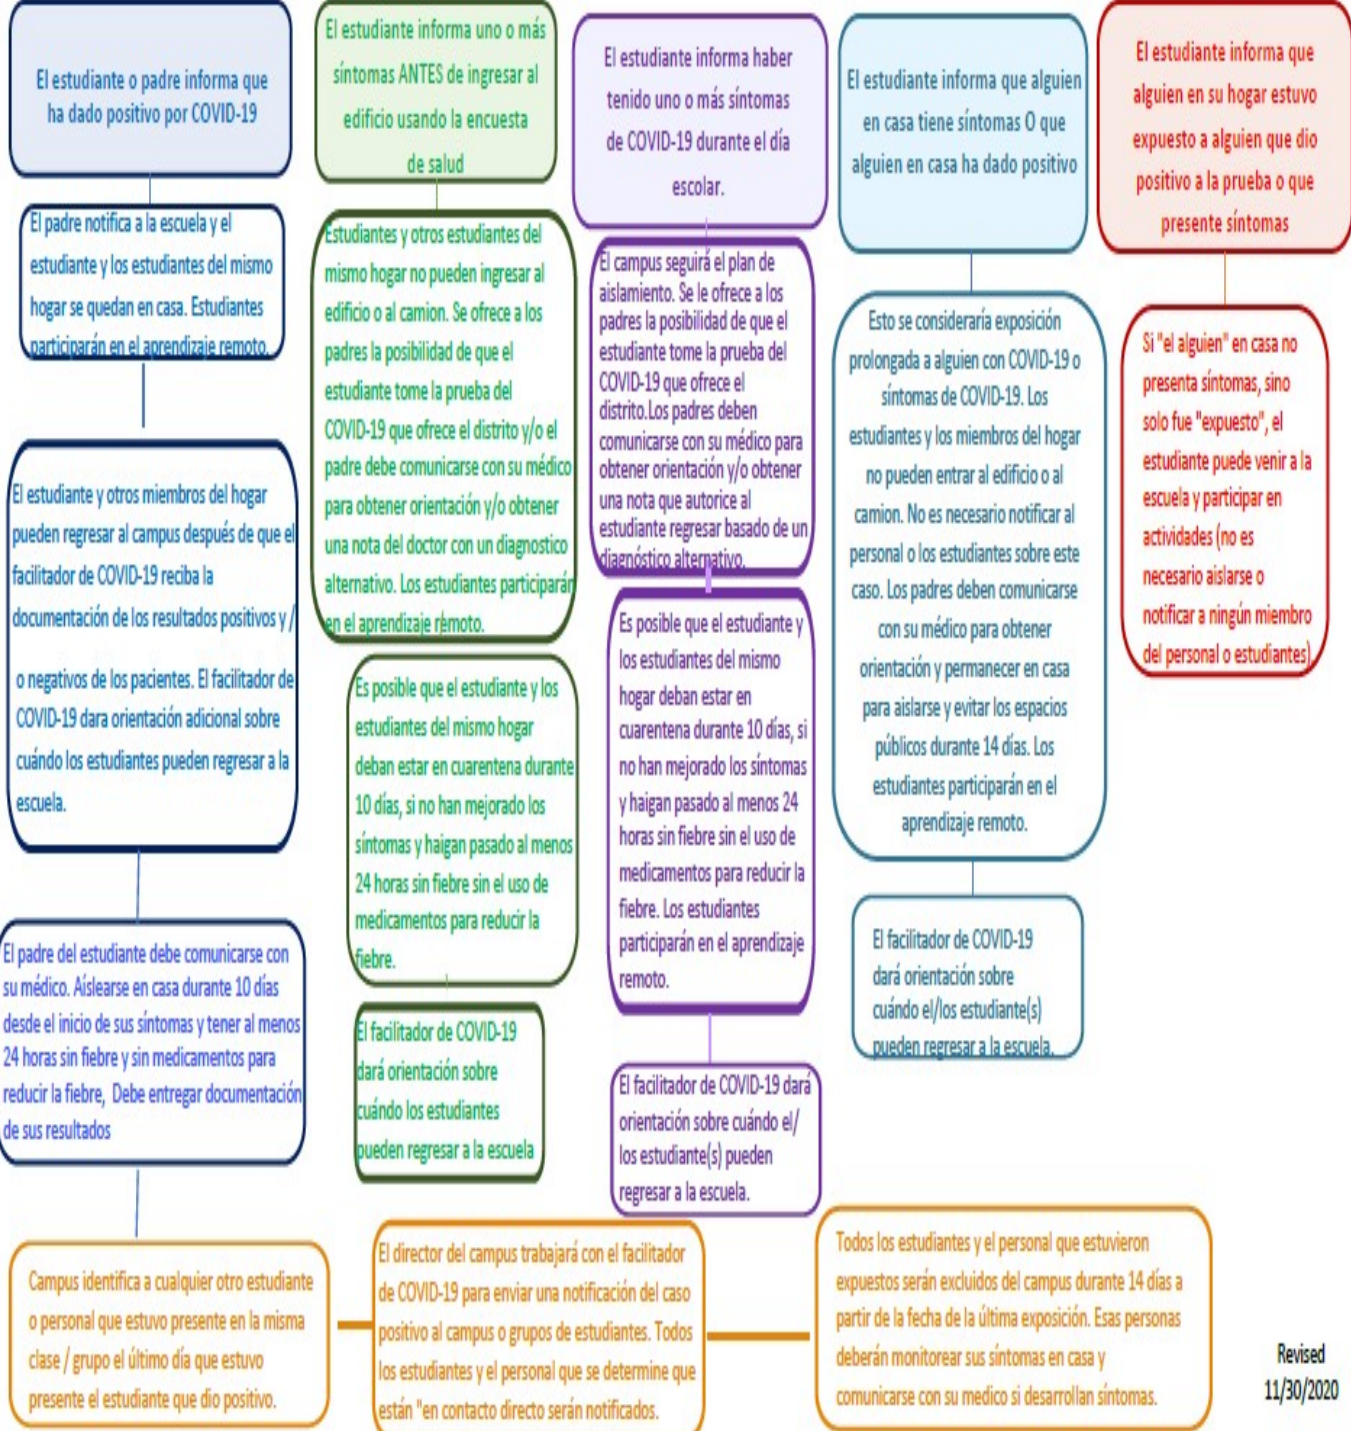 El estudiante o padre informa que
ha dado positivo por COVID-19
El padre notifica a la escuela y el
estudiante y los estudiantes del mismo
hogar se quedan en casa. Estudiantes
participarán en el aprendizaje remoto.
El estudiante y otros miembros del hogar
pueden regresar al campus después de que el
facilitador de COVID-19 reciba la
documentación de los resultados positivos y /
o negativos de los pacientes. El facilitador de
COVID-19 dara orientación adicional sobre
cuándo los estudiantes pueden regresar a la
escuela.
El padre del estudiante debe comunicarse con
su médico. Aíslearse en casa durante 10 días
desde el inicio de sus síntomas y tener al menos
24 horas sin fiebre y sin medicamentos para
reducir la fiebre, Debe entregar documentación
de sus resultados
El estudiante informa uno o más
síntomas ANTES de ingresar al
edificio usando la encuesta
de salud
Estudiantes y otros estudiantes del
mismo hogar no pueden ingresar al
edificio o al camion. Se ofrece a los
padres la posibilidad de que el
estudiante tome la prueba del
COVID-19 que ofrece el distrito y/o el
padre debe comunicarse con su médico
para obtener orientación y/o obtener
una nota del doctor con un diagnostico
alternativo. Los estudiantes participarán
en el aprendizaje remoto.
Es posible que el estudiante y los
estudiantes del mismo hogar
deban estar en cuarentena durante
10 días, si no han mejorado los
síntomas y haigan pasado al menos
24 horas sin fiebre sin el uso de
medicamentos para reducir la
fiebre.
El facilitador de COVID-19
dará orientación sobre
cuándo los estudiantes
pueden regresar a la escuela
El estudiante informa haber
tenido uno o más síntomas
de COVID-19 durante el día
escolar.
El campus seguirá el plan de
aislamiento. Se le ofrece a los
padres la posibilidad de que el
estudiante tome la prueba del
COVID-19 que ofrece el
distrito.Los padres deben
comunicarse con su médico para
obtener orientación y/o obtener
una nota que autorice al
estudiante regresar basado de un
diagnóstico alternativo.
Es posible que el estudiante y
los estudiantes del mismo
hogar deban estar en
cuarentena durante 10 días, si
no han mejorado los síntomas
y haigan pasado al menos 24
horas sin fiebre sin el uso de
medicamentos para reducir la
fiebre. Los estudiantes
participarán en el aprendizaje
remoto.
El facilitador de COVID-19 dará
orientación sobre cuándo el/
los estudiante(s) pueden
regresar a la escuela.
El estudiante informa que alguien
en casa tiene síntomas O que
alguien en casa ha dado positivo
Esto se consideraría exposición
prolongada a alguien con COVID-19 o
síntomas de COVID-19. Los
estudiantes y los miembros del hogar
no pueden entrar al edificio o al
camion. No es necesario notificar al
personal o los estudiantes sobre este
caso. Los padres deben comunicarse
con su médico para obtener
orientación y permanecer en casa
para aislarse y evitar los espacios
públicos durante 14 días. Los
estudiantes participarán en el
aprendizaje remoto.
El facilitador de COVID-19
dará orientación sobre
cuándo el/los estudiante(s)
pueden regresar a la escuela.
El estudiante informa que
alguien en su hogar estuvo
expuesto a alguien que dio
positivo a la prueba o que
presente síntomas
Si "el alguien" en casa no
presenta síntomas, sino
solo fue "expuesto", el
estudiante puede venir a la
escuela y participar en
actividades (no es
necesario aislarse o
notificar a ningún miembro
del personal o estudiantes)
Campus identifica a cualquier otro estudiante
o personal que estuvo presente en la misma
clase / grupo el último día que estuvo
presente el estudiante que dio positivo.
El director del campus trabajará con el facilitador
de COVID-19 para enviar una notificación del caso
positivo al campus o grupos de estudiantes. Todos
los estudiantes y el personal que se determine que
están "en contacto directo serán notificados.
Todos los estudiantes y el personal que estuvieron
expuestos serán excluidos del campus durante 14 días a
partir de la fecha de la última exposición. Esas personas
deberán monitorear sus síntomas en casa y
comunicarse con su medico si desarrollan síntomas.
Revised
11/30/2020